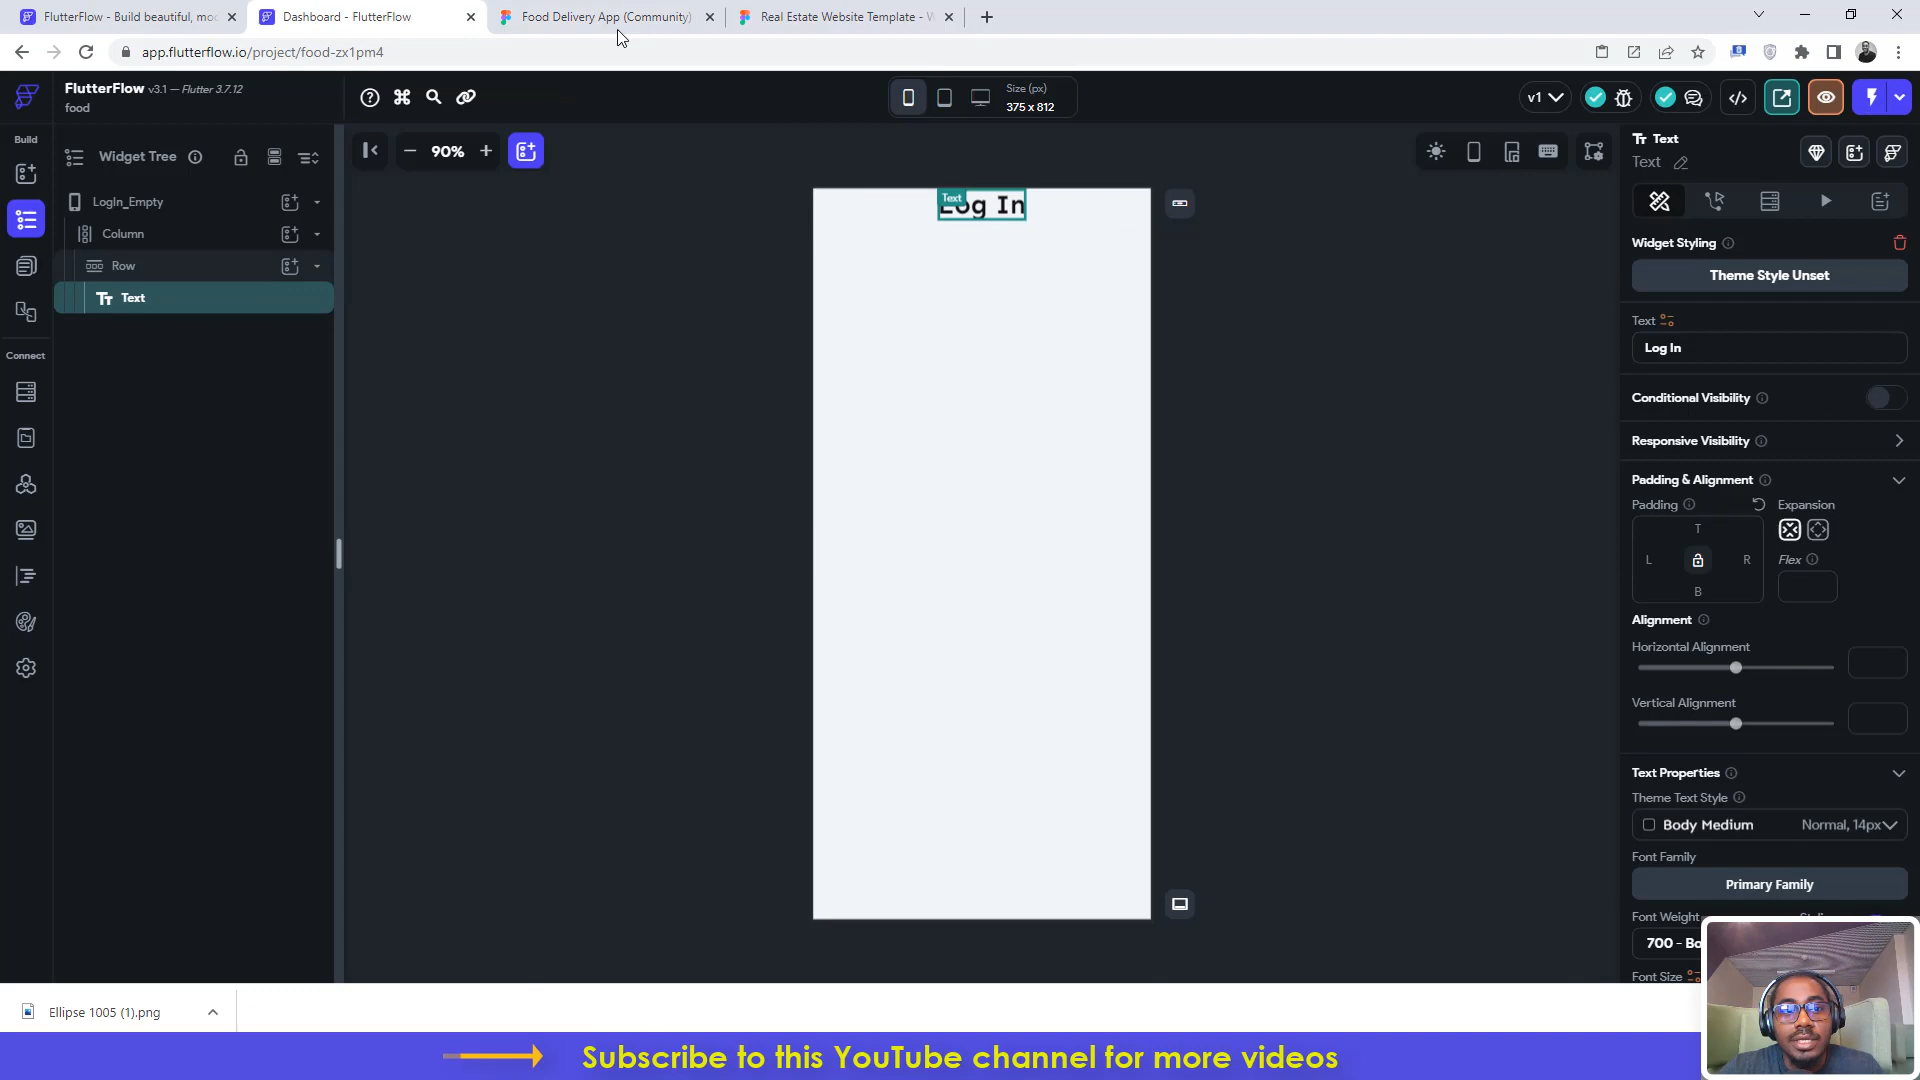 FlutterFlow - Build beautiful, mo
Dashboard - FlutterFlow
Food Delivery App (Community)
Real Estate Website Template -
app.flutterflow.io/project/food-zx1pm4
FlutterFlow v3.1 — Flutter 3.7.12
food
Size (px)
375 x 812
v1
Build
Widget Tree
90%
Text
Text
LogIn_Empty
Column
Row
Text
Text
Log In
Widget Styling
Theme Style Unset
Text
Log In
Connect
Conditional Visibility
Responsive Visibility
Padding & Alignment
Padding
Expansion
T
L
R
B
Flex
Alignment
Horizontal Alignment
Vertical Alignment
Text Properties
Theme Text Style
Body Medium
Normal, 14px
Font Family
Primary Family
Font Weight
700 - Bo
Font Size
Ellipse 1005 (1).png
Subscribe to this YouTube channel for more videos